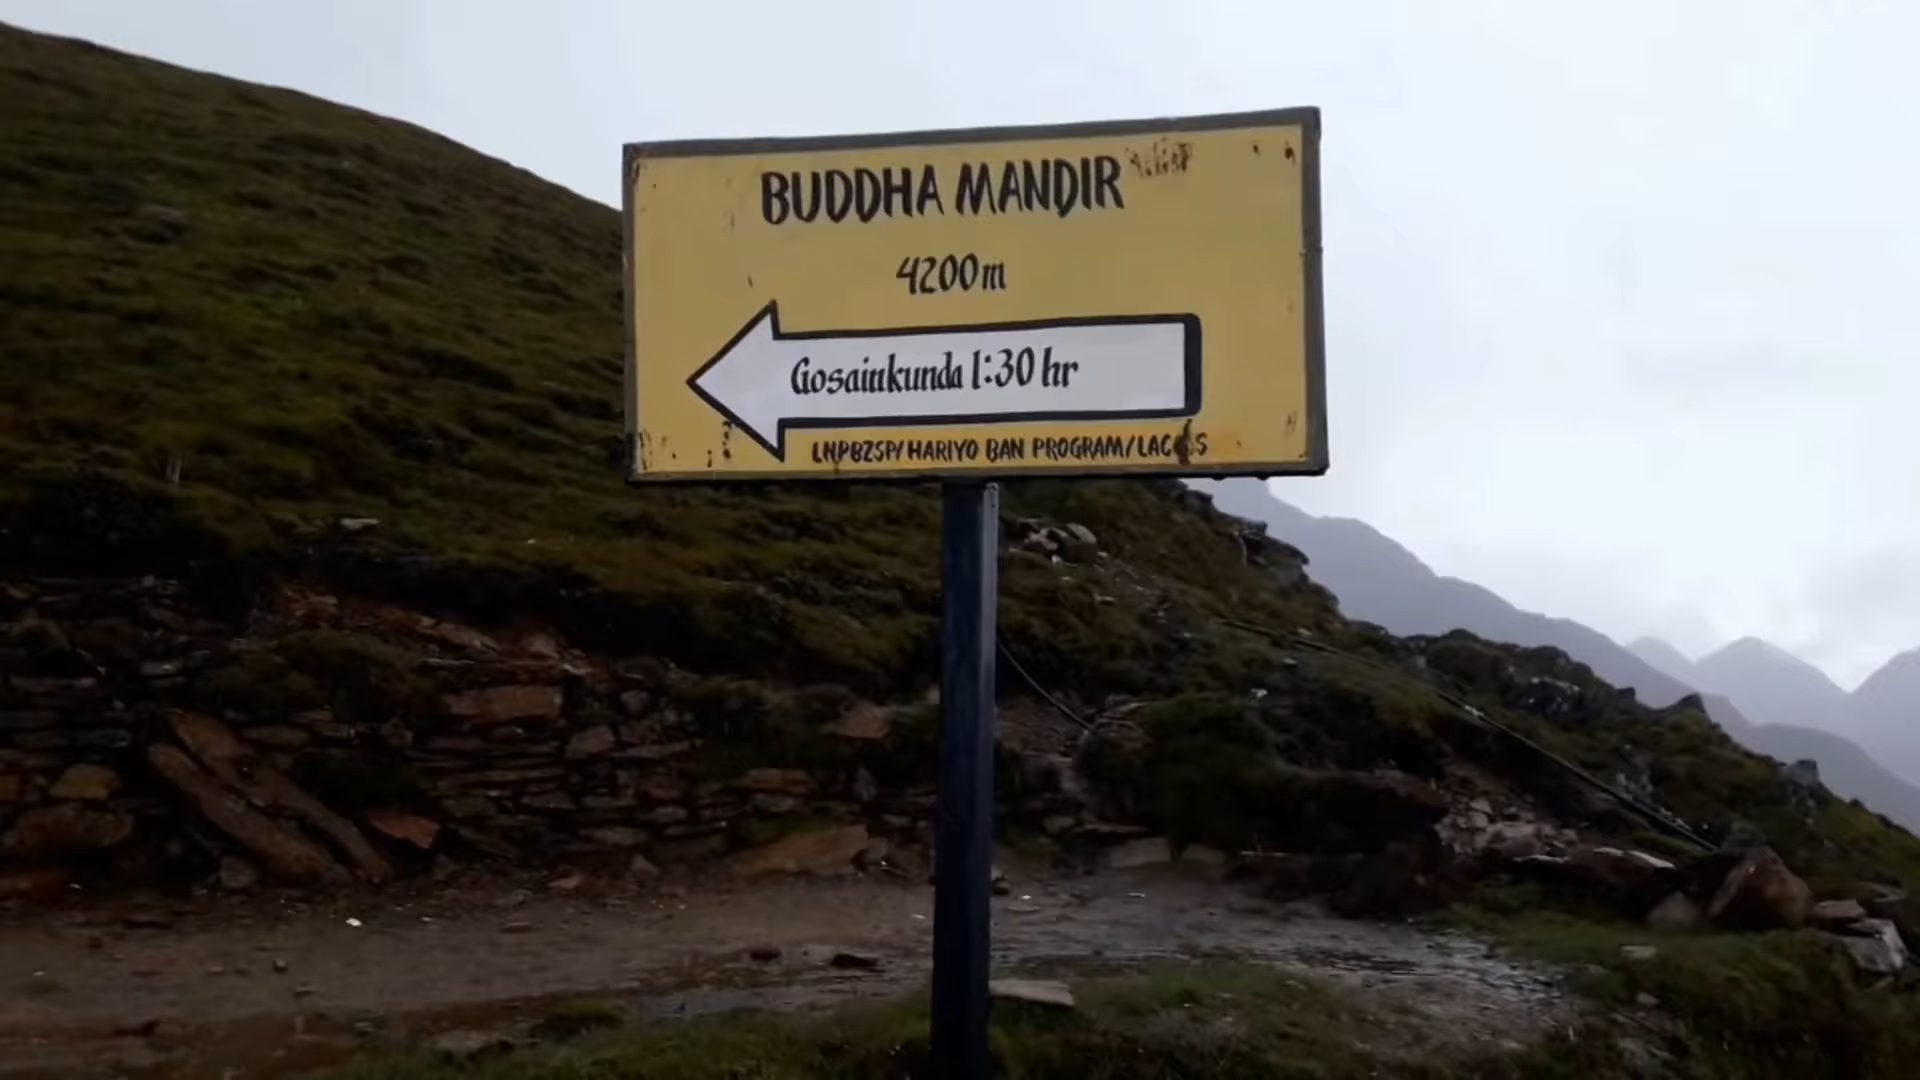 BUDDHA MANDIR
4200m
Gosainkunda 1:30 hr
LNPBZSP/HARIYO BAN PROGRAM/